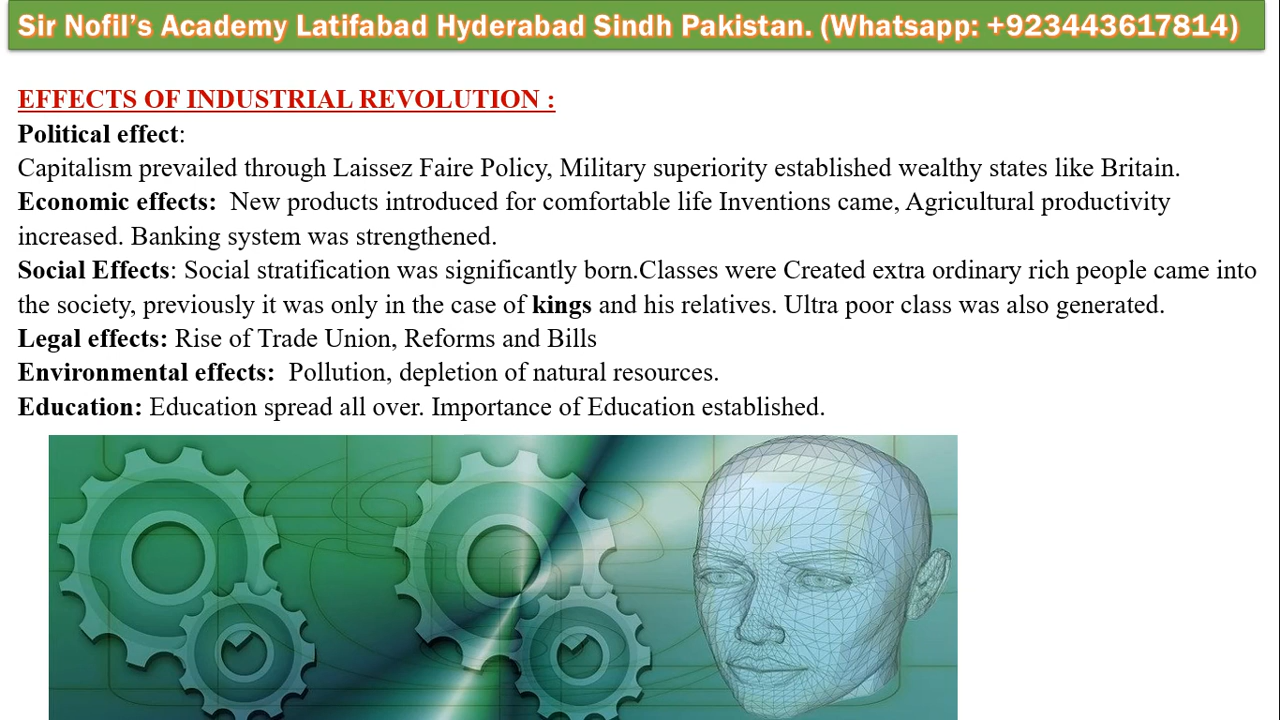 Sir Nofil’s Academy Latifabad Hyderabad Sindh Pakistan. (Whatsapp: +923443617814)
EFFECTS OF INDUSTRIAL REVOLUTION :
Political effect:
Capitalism prevailed through Laissez Faire Policy, Military superiority established wealthy states like Britain.
Economic effects:  New products introduced for comfortable life Inventions came, Agricultural productivity
increased. Banking system was strengthened.
Social Effects: Social stratification was significantly born.Classes were Created extra ordinary rich people came into
the society, previously it was only in the case of kings and his relatives. Ultra poor class was also generated.
Legal effects: Rise of Trade Union, Reforms and Bills
Environmental effects:  Pollution, depletion of natural resources.
Education: Education spread all over. Importance of Education established.